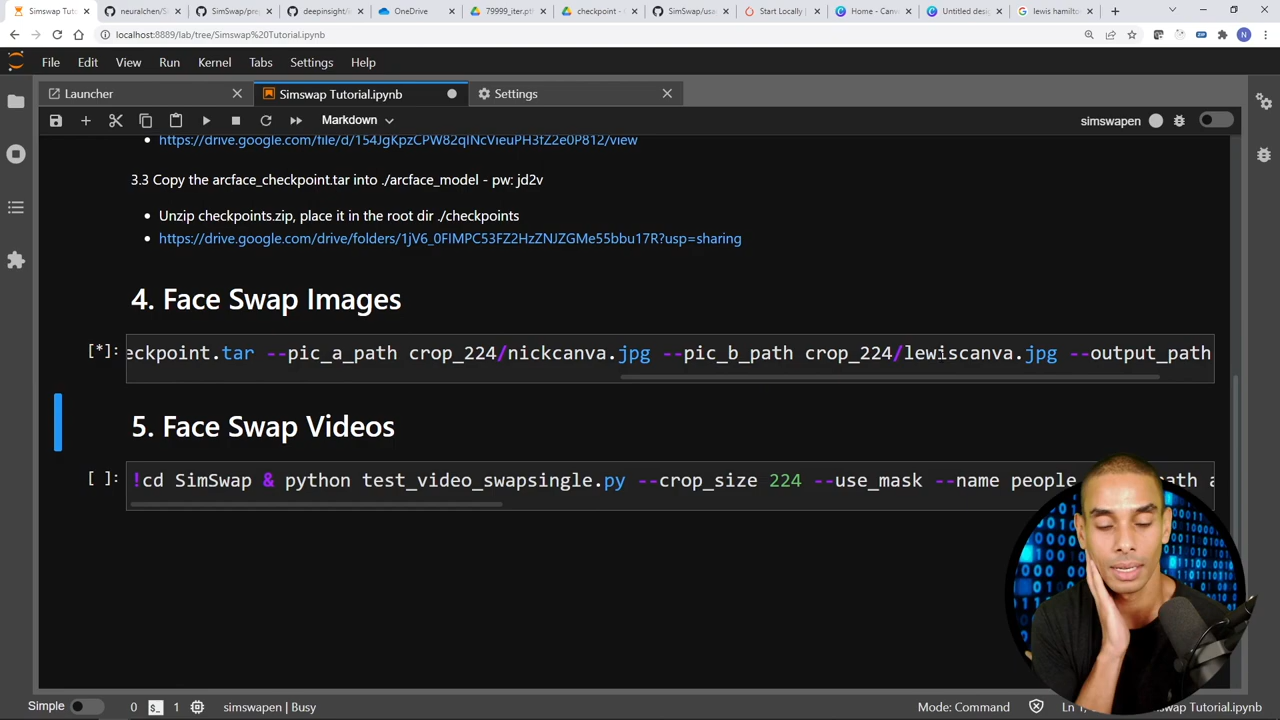 Simswap Tut
neuralchen/S
SimSwap/pre
deepinsight/i
OneDrive
79999_iter.pt
checkpoint -
SimSwap/usa
Start Locally |
Home - Canva
Untitled desi
lewis hamilto
localhost:8889/lab/tree/Simswap%20Tutorial.ipynb
File Edit View Run Kernel Tabs Settings Help
Launcher
Simswap Tutorial.ipynb
Settings
Markdown
simswapen
https://drive.google.com/file/d/154JgKpzCPW82qINcVieuPH3fZ2e0P812/view
3.3 Copy the arcface_checkpoint.tar into ./arcface_model - pw: jd2v
Unzip checkpoints.zip, place it in the root dir ./checkpoints
https://drive.google.com/drive/folders/1jV6_0FIMPC53FZ2HzZNJZGMe55bbu17R?usp=sharing
4. Face Swap Images
[*]: eckpoint.tar --pic_a_path crop_224/nickcanva.jpg --pic_b_path crop_224/lewiscanva.jpg --output_path
5. Face Swap Videos
[ ]: !cd SimSwap & python test_video_swapsingle.py --crop_size 224 --use_mask --name people
Simple 0 $_ 1 simswapen | Busy Mode: Command Ln 1, Simswap Tutorial.ipynb